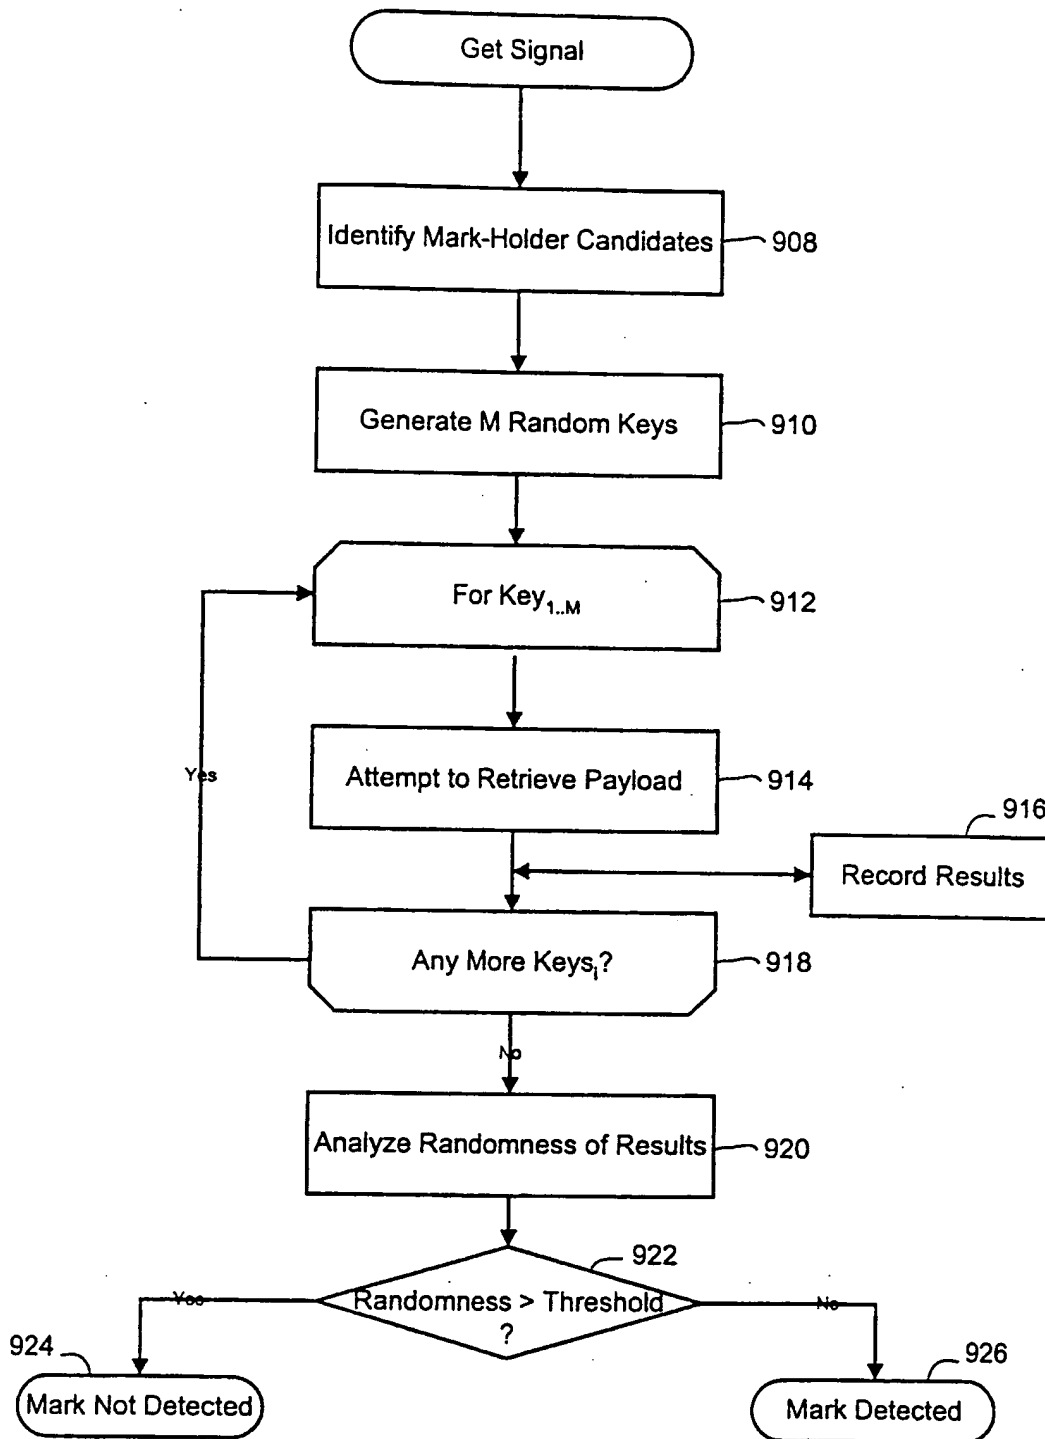 Get Signal
Identify Mark-Holder Candidates
908
Generate M Random Keys
910
For Key1..M
912
Yes
Attempt to Retrieve Payload
914
916
Record Results
Any More Keysi?
918
No
Analyze Randomness of Results
920
922
Randomness > Threshold
?
Yes
No
924
Mark Not Detected
926
Mark Detected